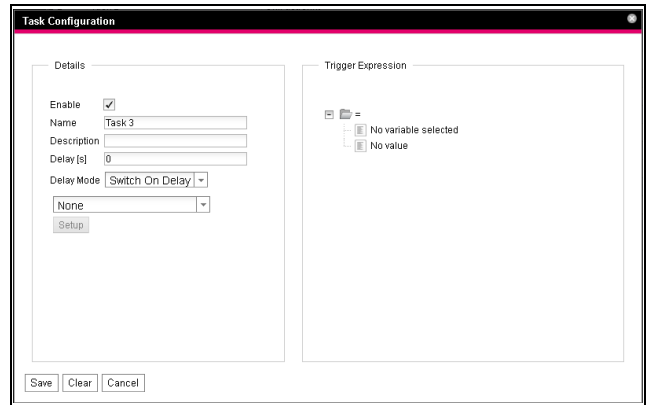 Task Configuration
Details
Enable
Name Task 3
Description
Delay [s] 0
Delay Mode Switch On Delay
None
Setup
Trigger Expression
=
No variable selected
No value
Save Clear Cancel